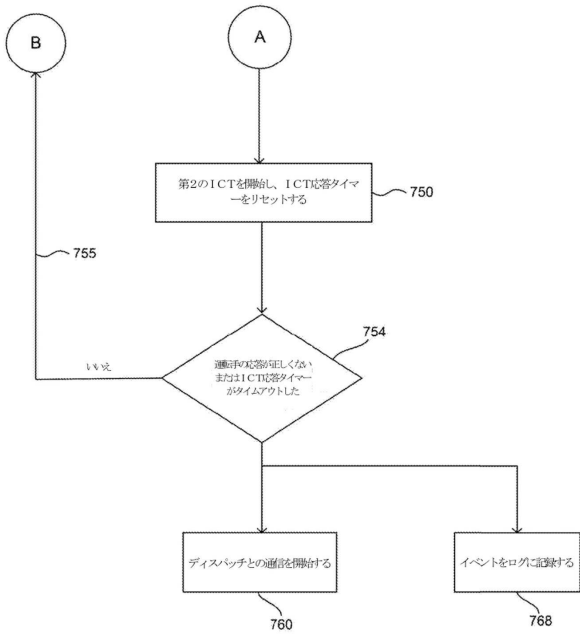 B
A
第2のICTを開始し、ICT応答タイマ
ーをリセットする
750
755
754
運転手の応答が正しくない
またはICT応答タイマー
がタイムアウトした
いいえ
ディスパッチとの通信を開始する
イベントをログに記録する
760
768